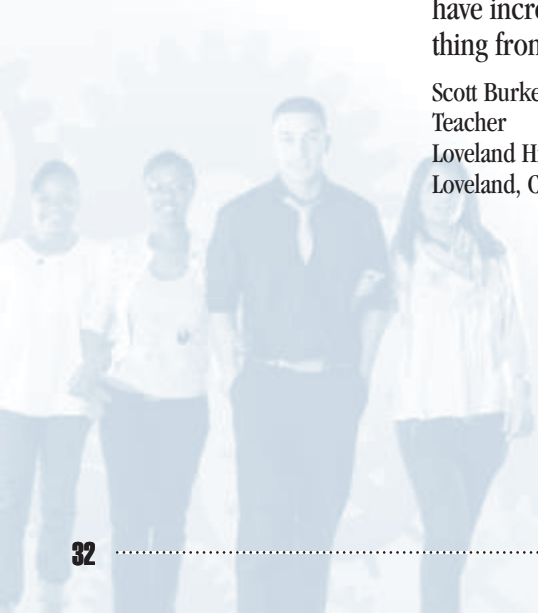 have incre
thing from
Scott Burke
Teacher
Loveland H
Loveland, O
32